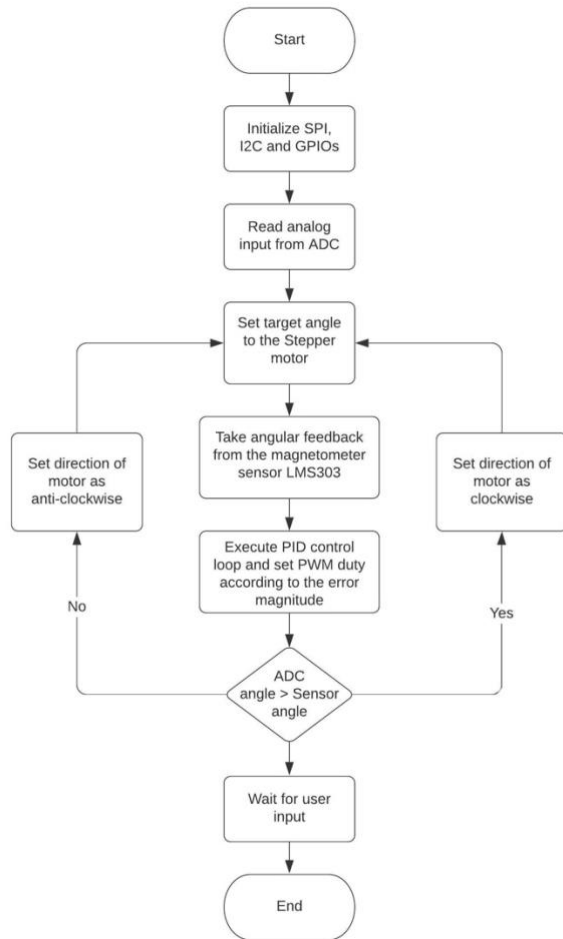 Start
Initialize SPI,
I2C and GPIOs
Read analog
input from ADC
Set target angle
to the Stepper
motor
Set direction of
motor as
anti-clockwise
Take angular feedback
from the magnetometer
sensor LMS303
Set direction of
motor as
clockwise
Execute PID control
loop and set PWM duty
according to the error
magnitude
No
Yes
ADC
angle > Sensor
angle
Wait for user
input
End